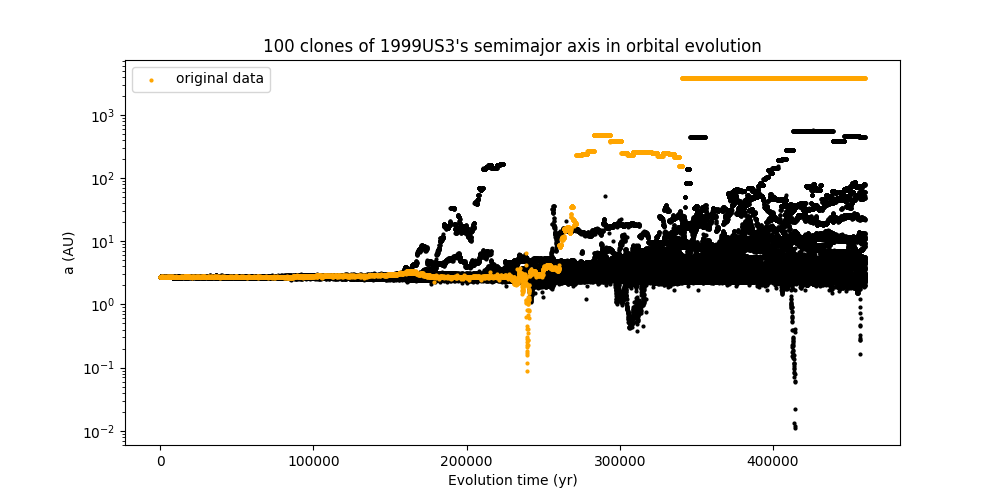 100 clones of 1999US3's semimajor axis in orbital evolution
original data
10³
10²
10¹
10⁰
10⁻¹
10⁻²
a (AU)
0 100000 200000 300000 400000
Evolution time (yr)